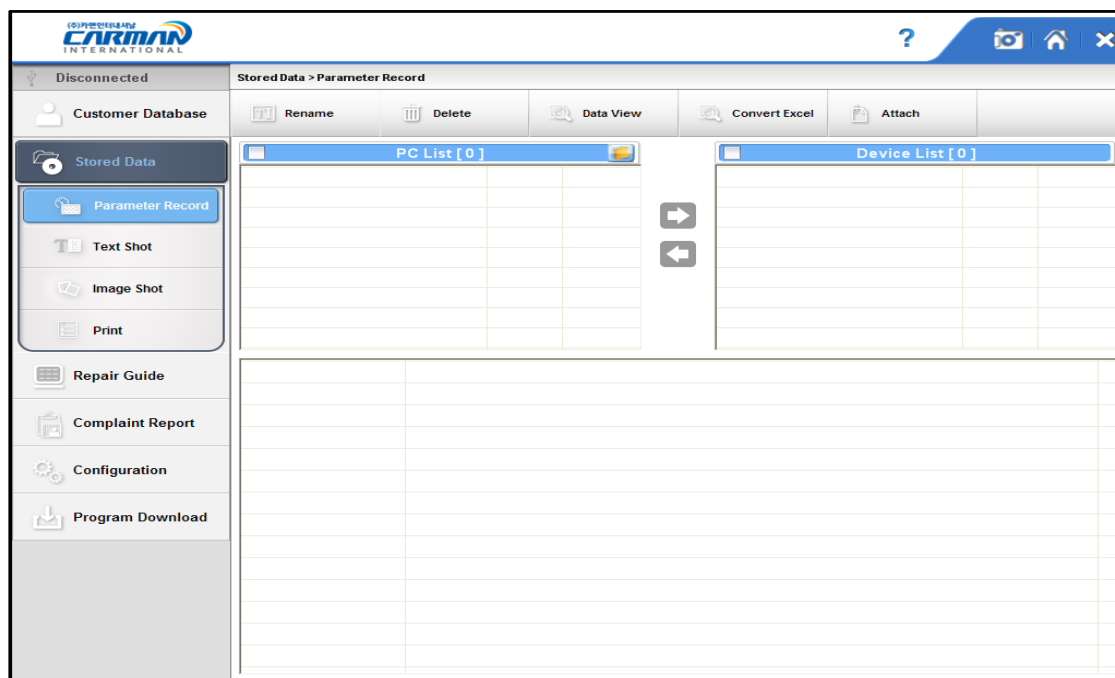 (주)카맨인터내셔날
CARMAN
INTERNATIONAL
?
Disconnected
Stored Data > Parameter Record
Customer Database
Rename
Delete
Data View
Convert Excel
Attach
Stored Data
PC List [ 0 ]
Device List [ 0 ]
Parameter Record
Text Shot
Image Shot
Print
Repair Guide
Complaint Report
Configuration
Program Download